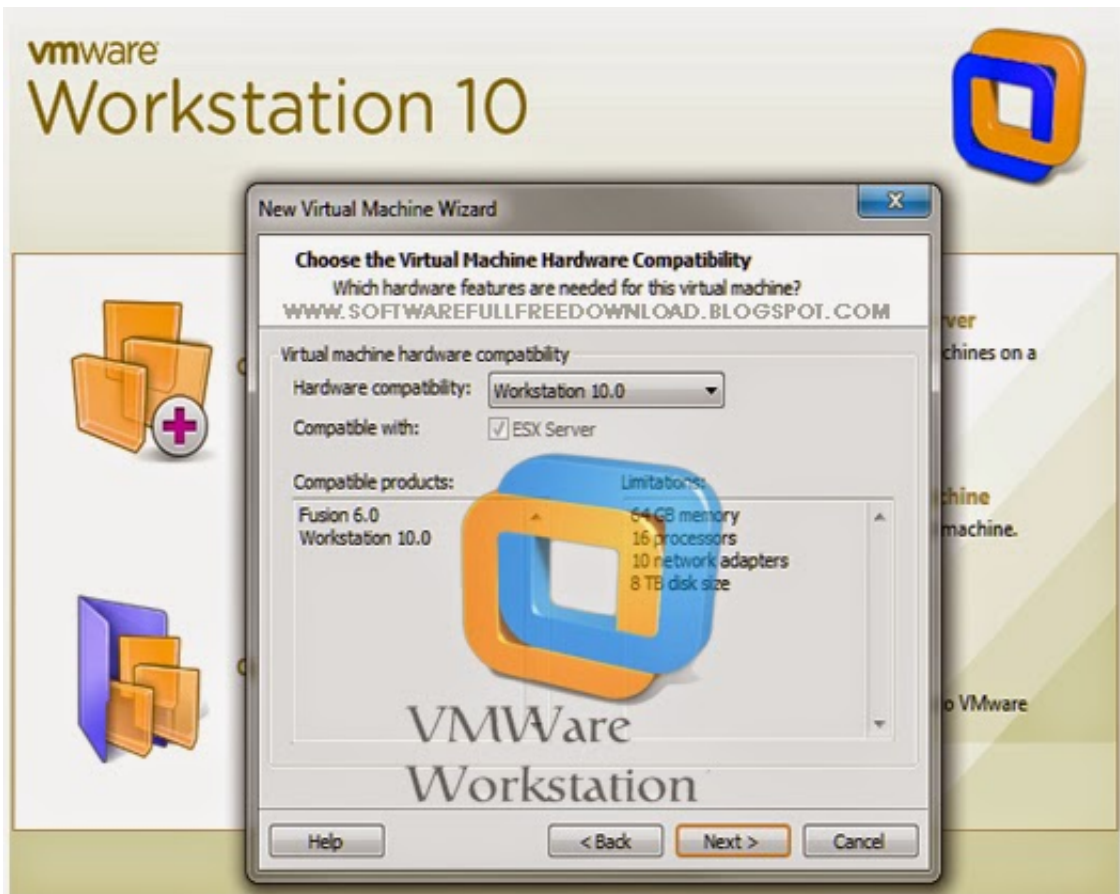 vmware
Workstation 10
New Virtual Machine Wizard
Choose the Virtual Machine Hardware Compatibility
Which hardware features are needed for this virtual machine?
WWW.SOFTWAREFULLFREEDOWNLOAD.BLOGSPOT.COM
Virtual machine hardware compatibility
Hardware compatibility: Workstation 10.0
Compatible with: ESX Server
Compatible products:
Fusion 6.0
Workstation 10.0
Limitations:
64 GB memory
16 processors
10 network adapters
8 TB disk size
VMWare
Workstation
Help < Back Next > Cancel
on a
machine.
VMware